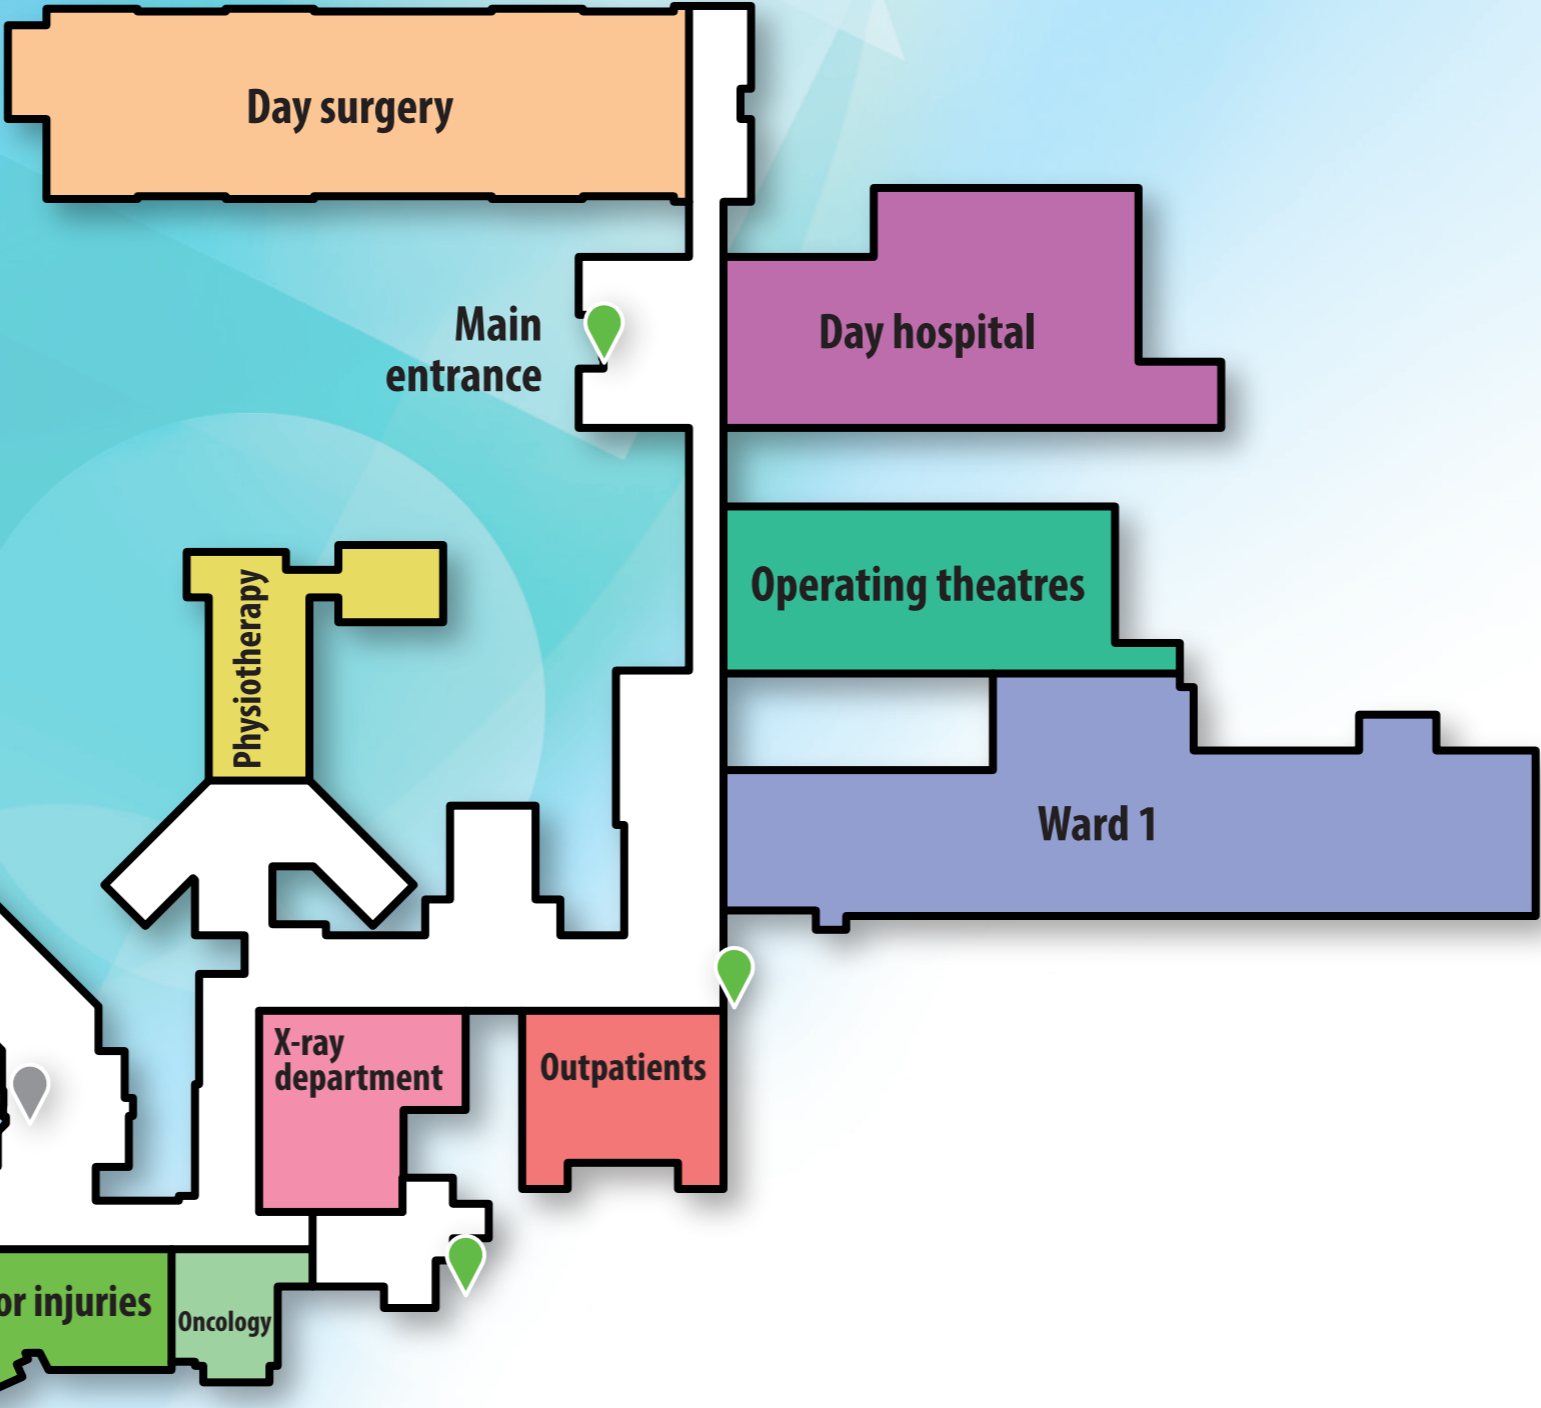 Day surgery
Main
entrance
Day hospital
Operating theatres
Physiotherapy
Ward 1
X-ray
department
Outpatients
or injuries
Oncology